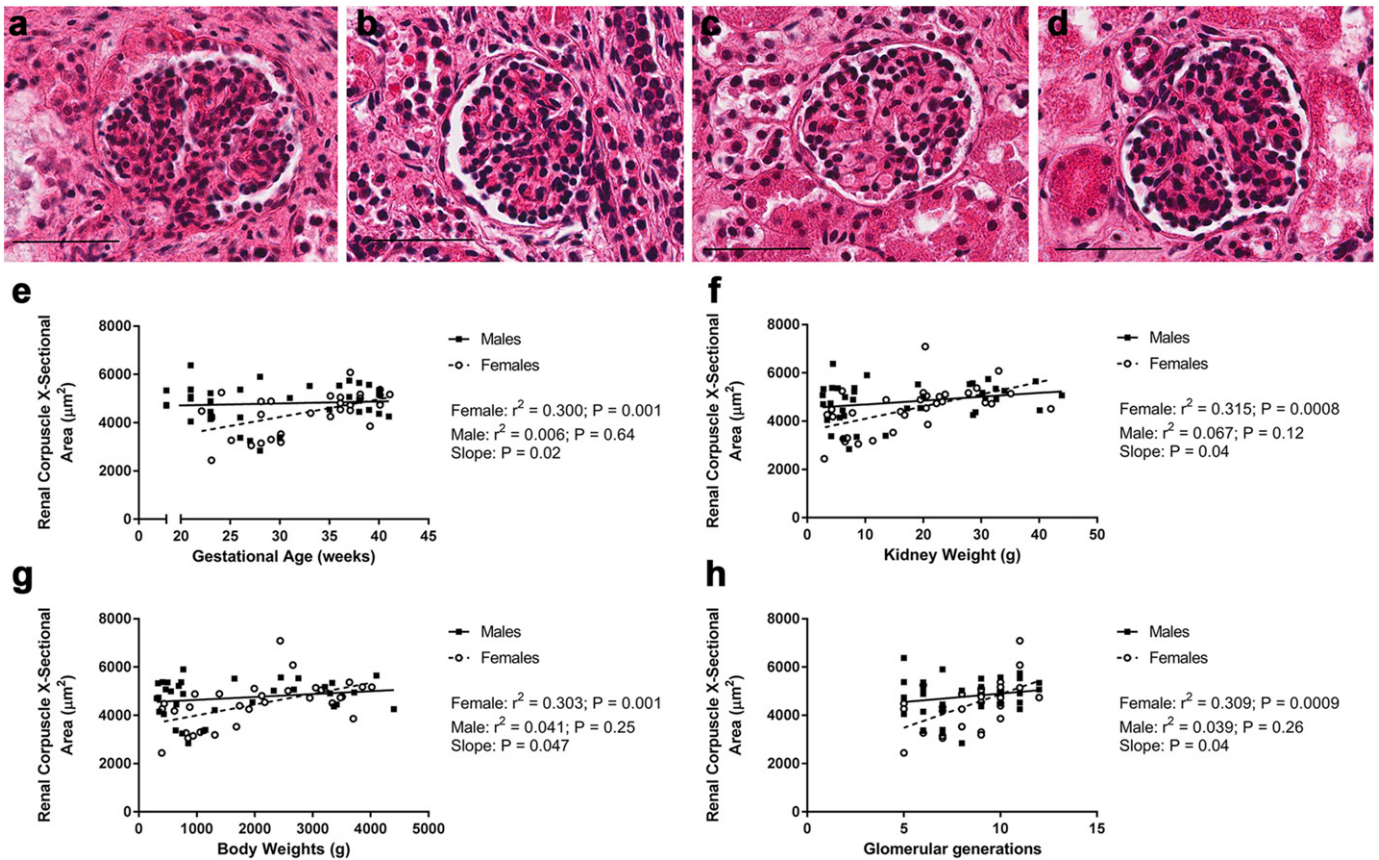 a b c d
e
Renal Corpuscle X-Sectional
Area (μm²)
8000
6000
4000
2000
0
0 20 25 30 35 40 45
Gestational Age (weeks)
Males
Females
Female: r² = 0.300; P = 0.001
Male: r² = 0.006; P = 0.64
Slope: P = 0.02
f
Renal Corpuscle X-Sectional
Area (μm²)
8000
6000
4000
2000
0
0 10 20 30 40 50
Kidney Weight (g)
Males
Females
Female: r² = 0.315; P = 0.0008
Male: r² = 0.067; P = 0.12
Slope: P = 0.04
g
Renal Corpuscle X-Sectional
Area (μm²)
8000
6000
4000
2000
0
0 1000 2000 3000 4000 5000
Body Weights (g)
Males
Females
Female: r² = 0.303; P = 0.001
Male: r² = 0.041; P = 0.25
Slope: P = 0.047
h
Renal Corpuscle X-Sectional
Area (μm²)
8000
6000
4000
2000
0
0 5 10 15
Glomerular generations
Males
Females
Female: r² = 0.309; P = 0.0009
Male: r² = 0.039; P = 0.26
Slope: P = 0.04